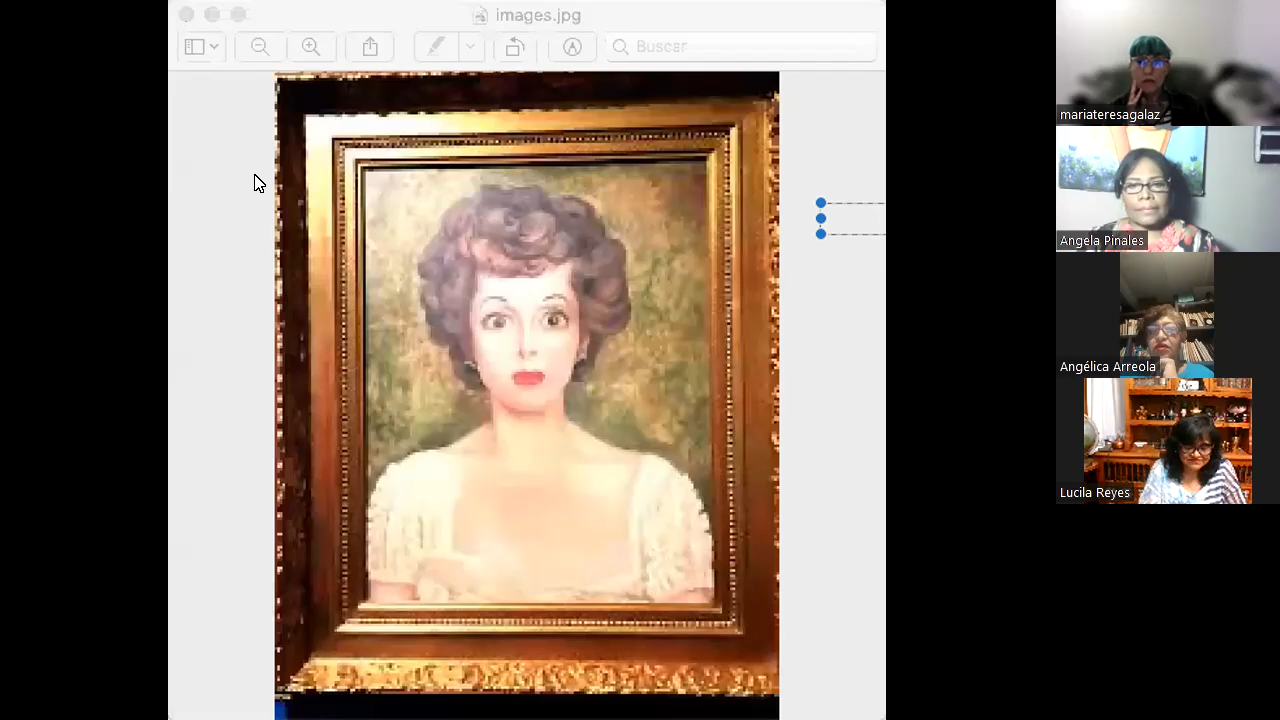 images.jpg
Buscar
mariateresagalaz
Angela Pinales
Angélica Arreola
Lucila Reyes